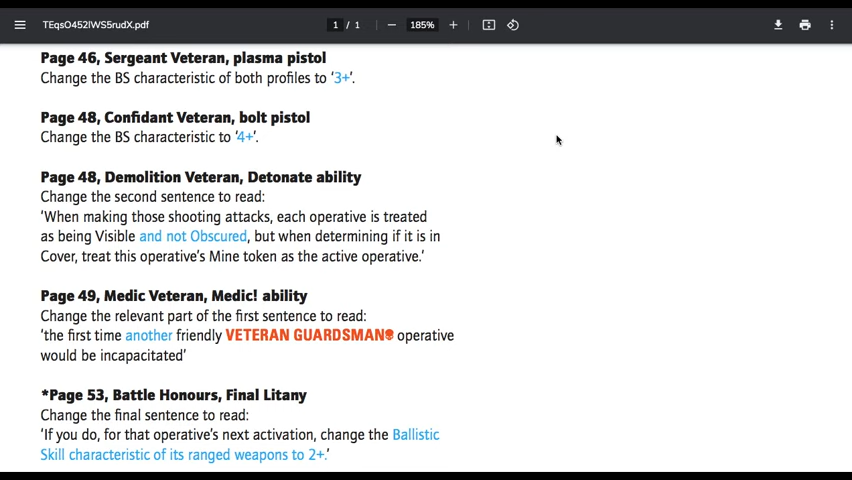 TEqsO452IWS5rudX.pdf
1 / 1
185%
Page 46, Sergeant Veteran, plasma pistol
Change the BS characteristic of both profiles to ‘3+’.
Page 48, Confidant Veteran, bolt pistol
Change the BS characteristic to ‘4+’.
Page 48, Demolition Veteran, Detonate ability
Change the second sentence to read:
‘When making those shooting attacks, each operative is treated
as being Visible and not Obscured, but when determining if it is in
Cover, treat this operative’s Mine token as the active operative.’
Page 49, Medic Veteran, Medic! ability
Change the relevant part of the first sentence to read:
‘the first time another friendly VETERAN GUARDSMAN operative
would be incapacitated’
*Page 53, Battle Honours, Final Litany
Change the final sentence to read:
‘If you do, for that operative’s next activation, change the Ballistic
Skill characteristic of its ranged weapons to 2+.’